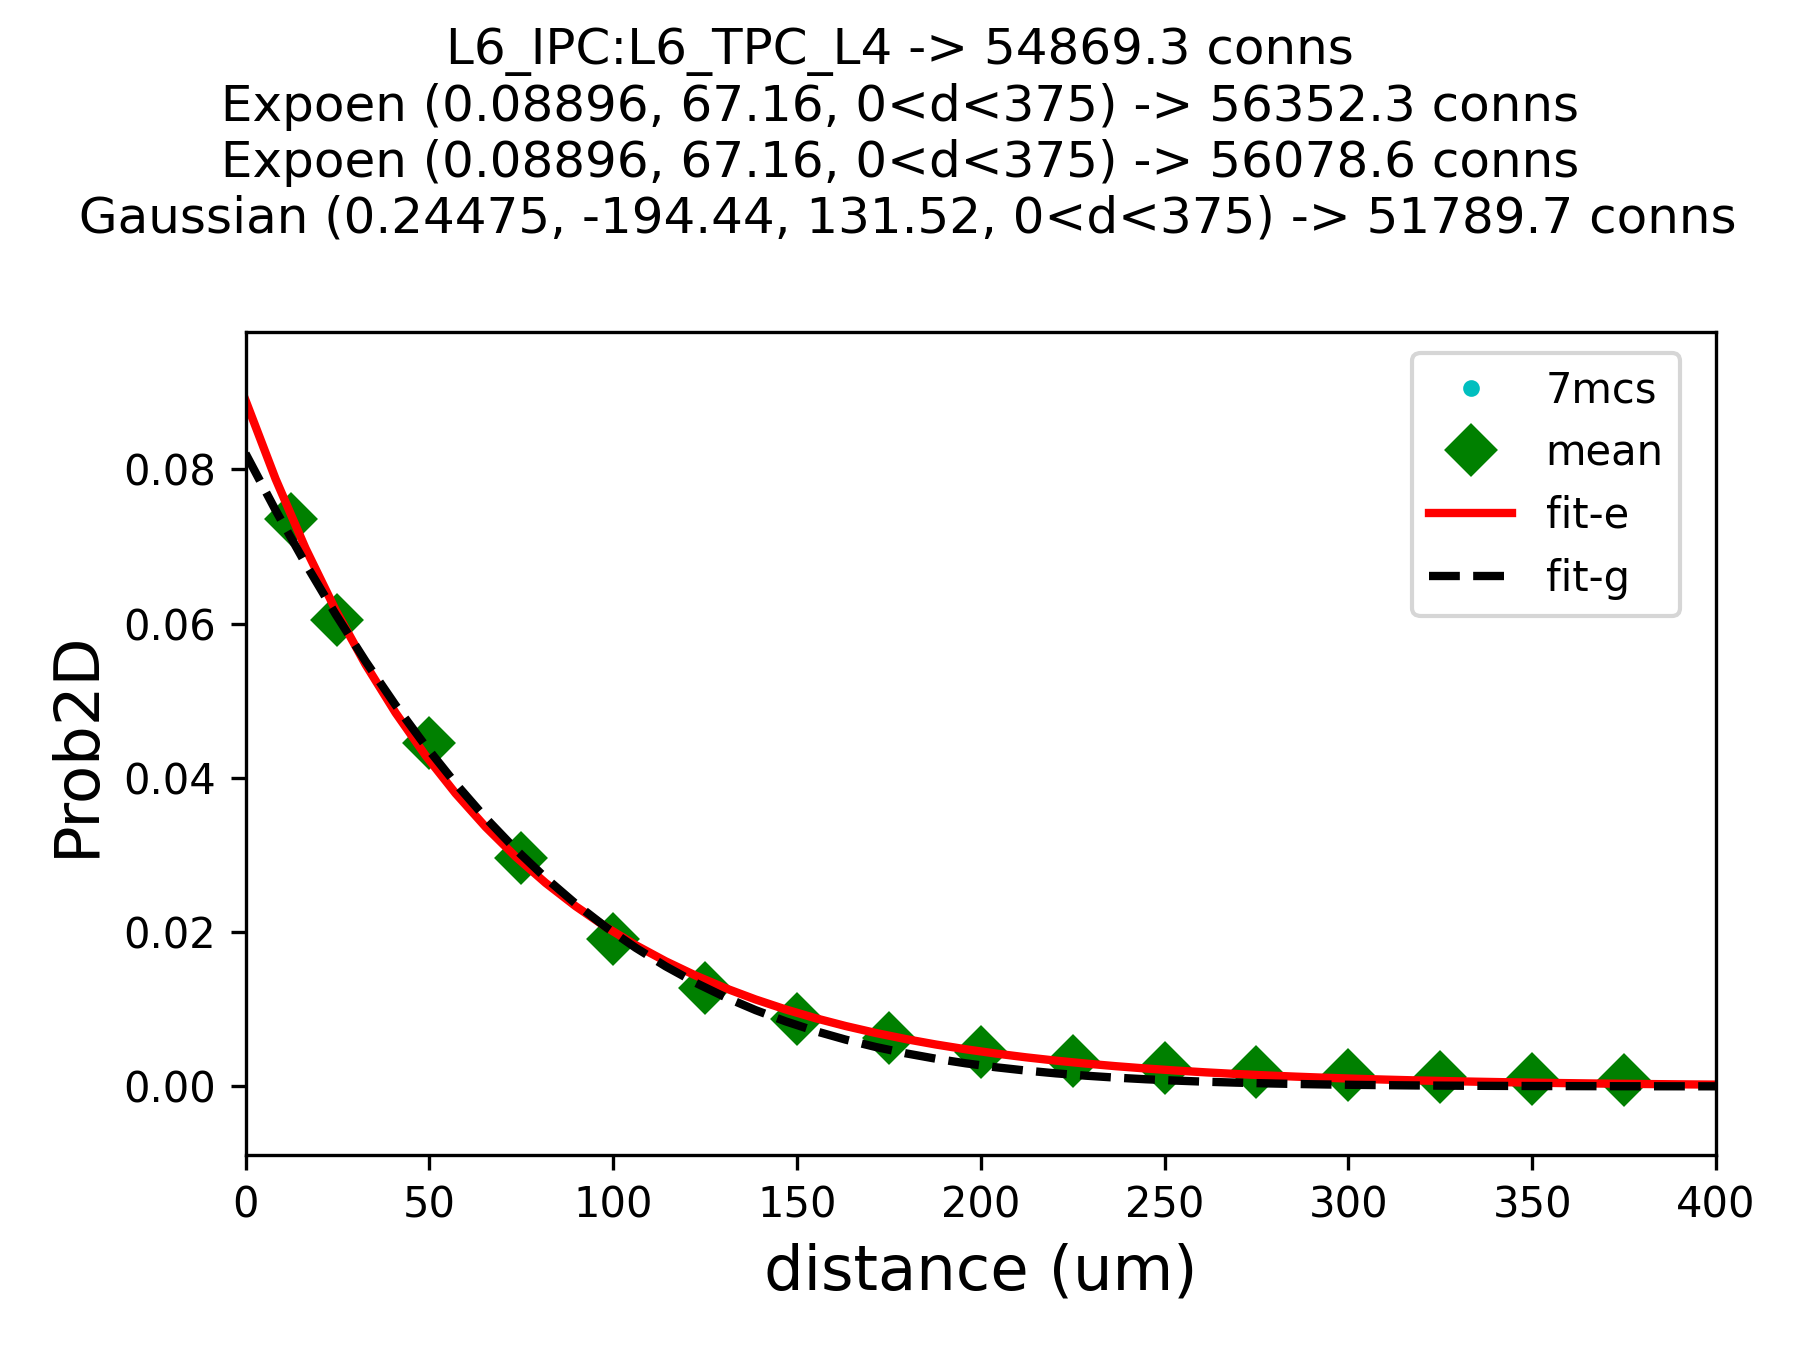 L6_IPC:L6_TPC_L4 -> 54869.3 conns
Expoen (0.08896, 67.16, 0<d<375) -> 56352.3 conns
Expoen (0.08896, 67.16, 0<d<375) -> 56078.6 conns
Gaussian (0.24475, -194.44, 131.52, 0<d<375) -> 51789.7 conns
7mcs
mean
fit-e
fit-g
Prob2D
0.08
0.06
0.04
0.02
0.00
0 50 100 150 200 250 300 350 400
distance (um)